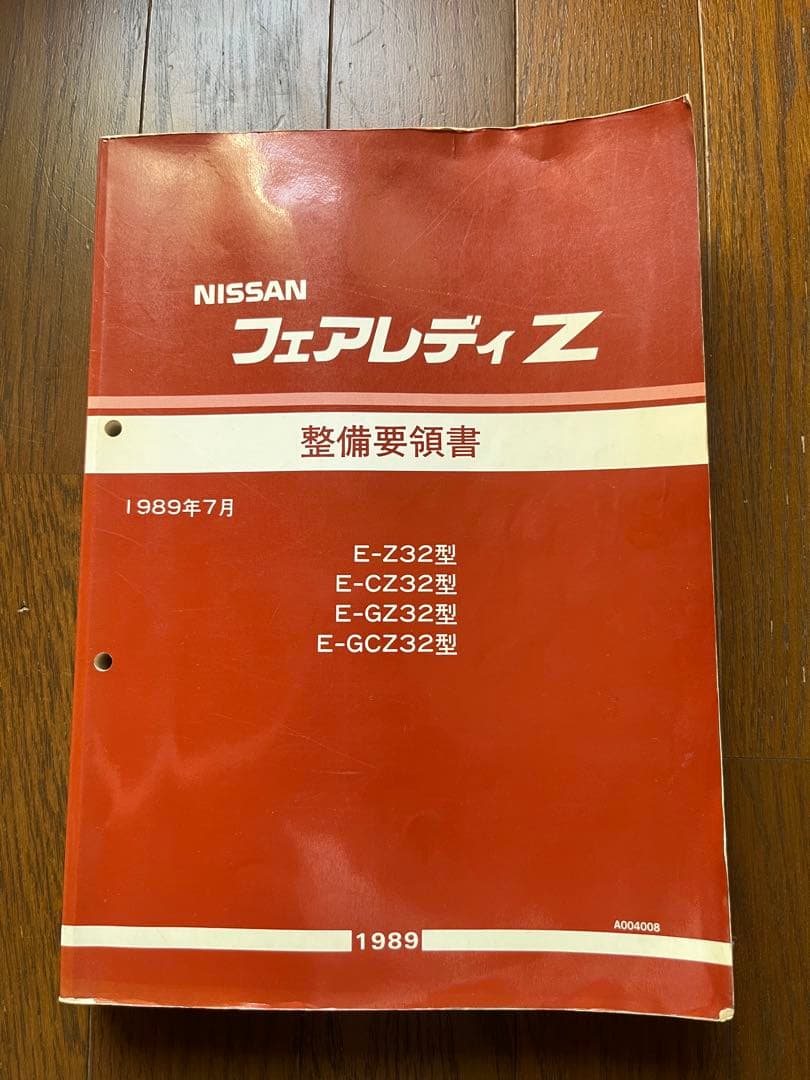 NISSAN
フェアレディZ
整備要領書
1989年7月
E-Z32型
E-CZ32型
E-GZ32型
E-GCZ32型
A004008
1989